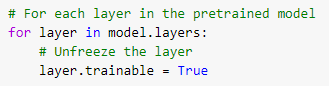 # For each layer in the pretrained model
for layer in model.layers:
    # Unfreeze the layer
    layer.trainable = True